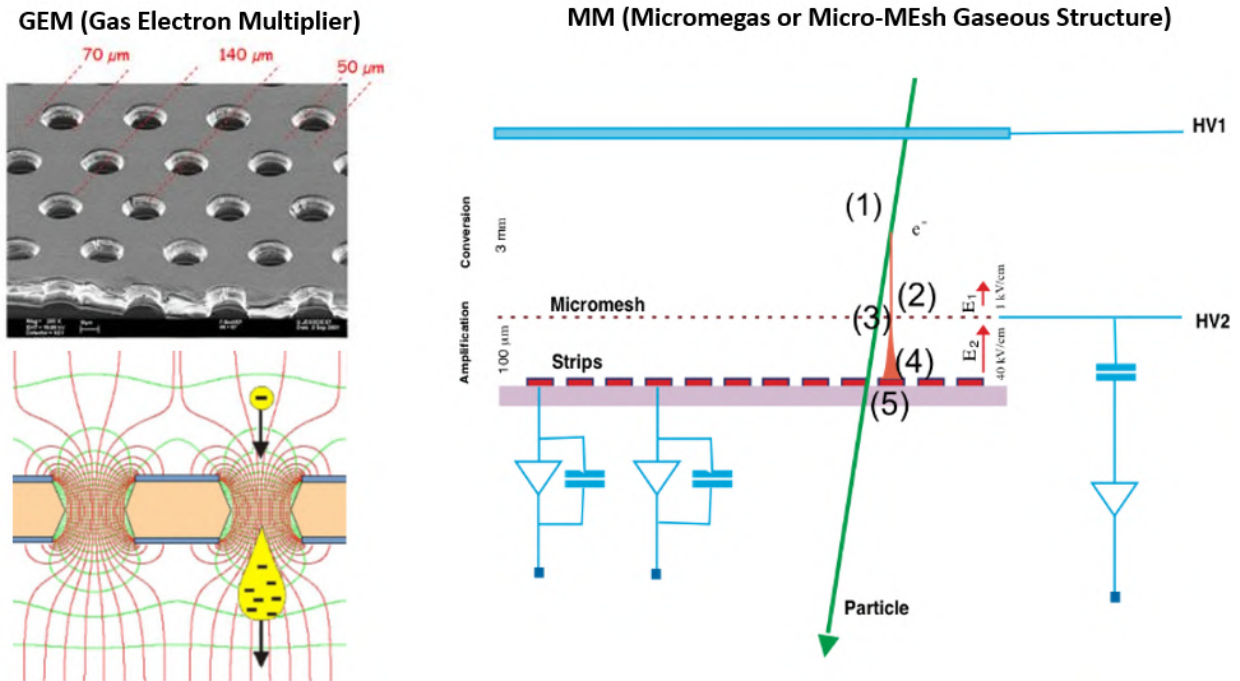 GEM (Gas Electron Multiplier)
70 µm
140 µm
50 µm
MM (Micromegas or Micro-MEsh Gaseous Structure)
HV1
Conversion
3 mm
(1)
e⁻
(2)
E₁
1 kV/cm
Micromesh
(3)
HV2
Amplification
100 µm
E₂
40 kV/cm
Strips
(4)
(5)
Particle